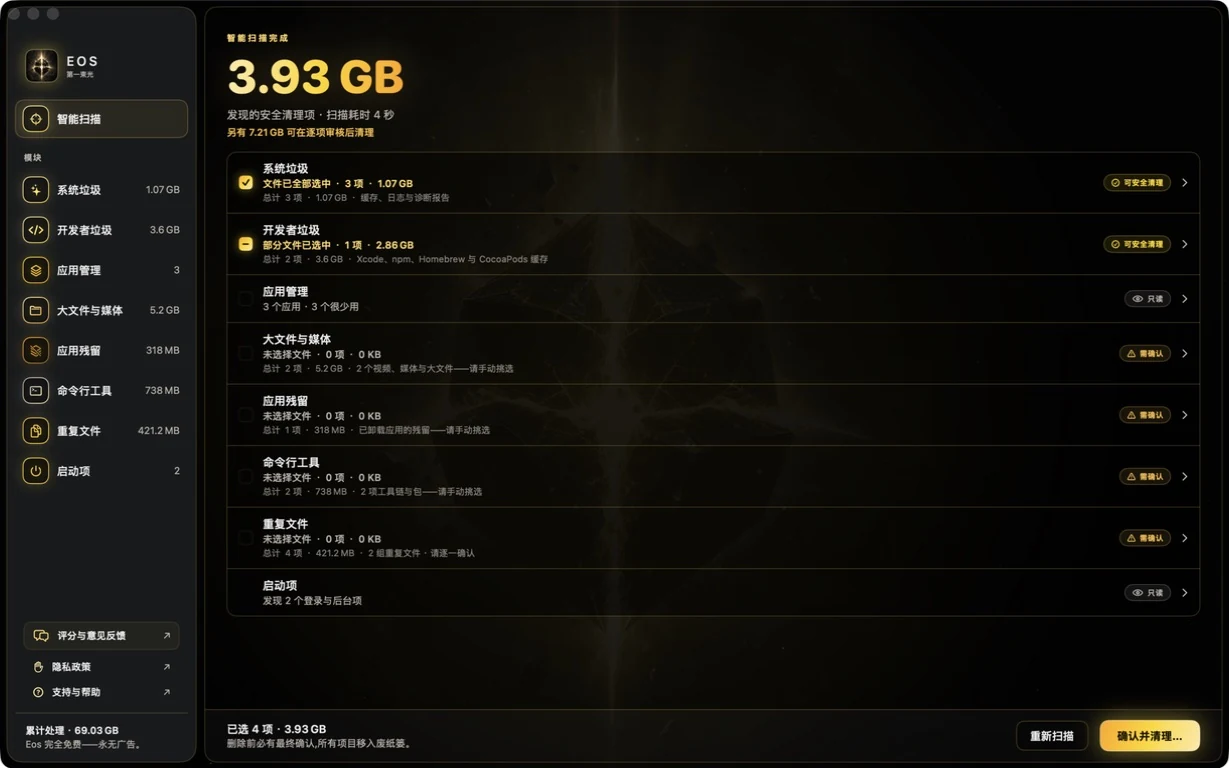 EOS
第一束光
智能扫描
模块
系统垃圾 1.07 GB
开发者垃圾 3.6 GB
应用管理 3
大文件与媒体 5.2 GB
应用残留 318 MB
命令行工具 738 MB
重复文件 421.2 MB
启动项 2
评分与意见反馈
隐私政策
支持与帮助
累计处理 · 69.03 GB
Eos 完全免费——永无广告。
智能扫描完成
3.93 GB
发现的安全清理项 · 扫描耗时 4 秒
另有 7.21 GB 可在逐项审核后清理
系统垃圾
文件已全部选中 · 3 项 · 1.07 GB
总计 3 项 · 1.07 GB · 缓存、日志与诊断报告
可安全清理
开发者垃圾
部分文件已选中 · 1 项 · 2.86 GB
总计 2 项 · 3.6 GB · Xcode、npm、Homebrew 与 CocoaPods 缓存
可安全清理
应用管理
3 个应用 · 3 个很少用
只读
大文件与媒体
未选择文件 · 0 项 · 0 KB
总计 2 项 · 5.2 GB · 2 个视频、媒体与大文件——请手动挑选
需确认
应用残留
未选择文件 · 0 项 · 0 KB
总计 1 项 · 318 MB · 已卸载应用的残留——请手动挑选
需确认
命令行工具
未选择文件 · 0 项 · 0 KB
总计 2 项 · 738 MB · 2 项工具链与包——请手动挑选
需确认
重复文件
未选择文件 · 0 项 · 0 KB
总计 4 项 · 421.2 MB · 2 组重复文件 · 请逐一确认
需确认
启动项
发现 2 个登录与后台项
只读
已选 4 项 · 3.93 GB
删除前必有最终确认,所有项目移入废纸篓。
重新扫描
确认并清理...